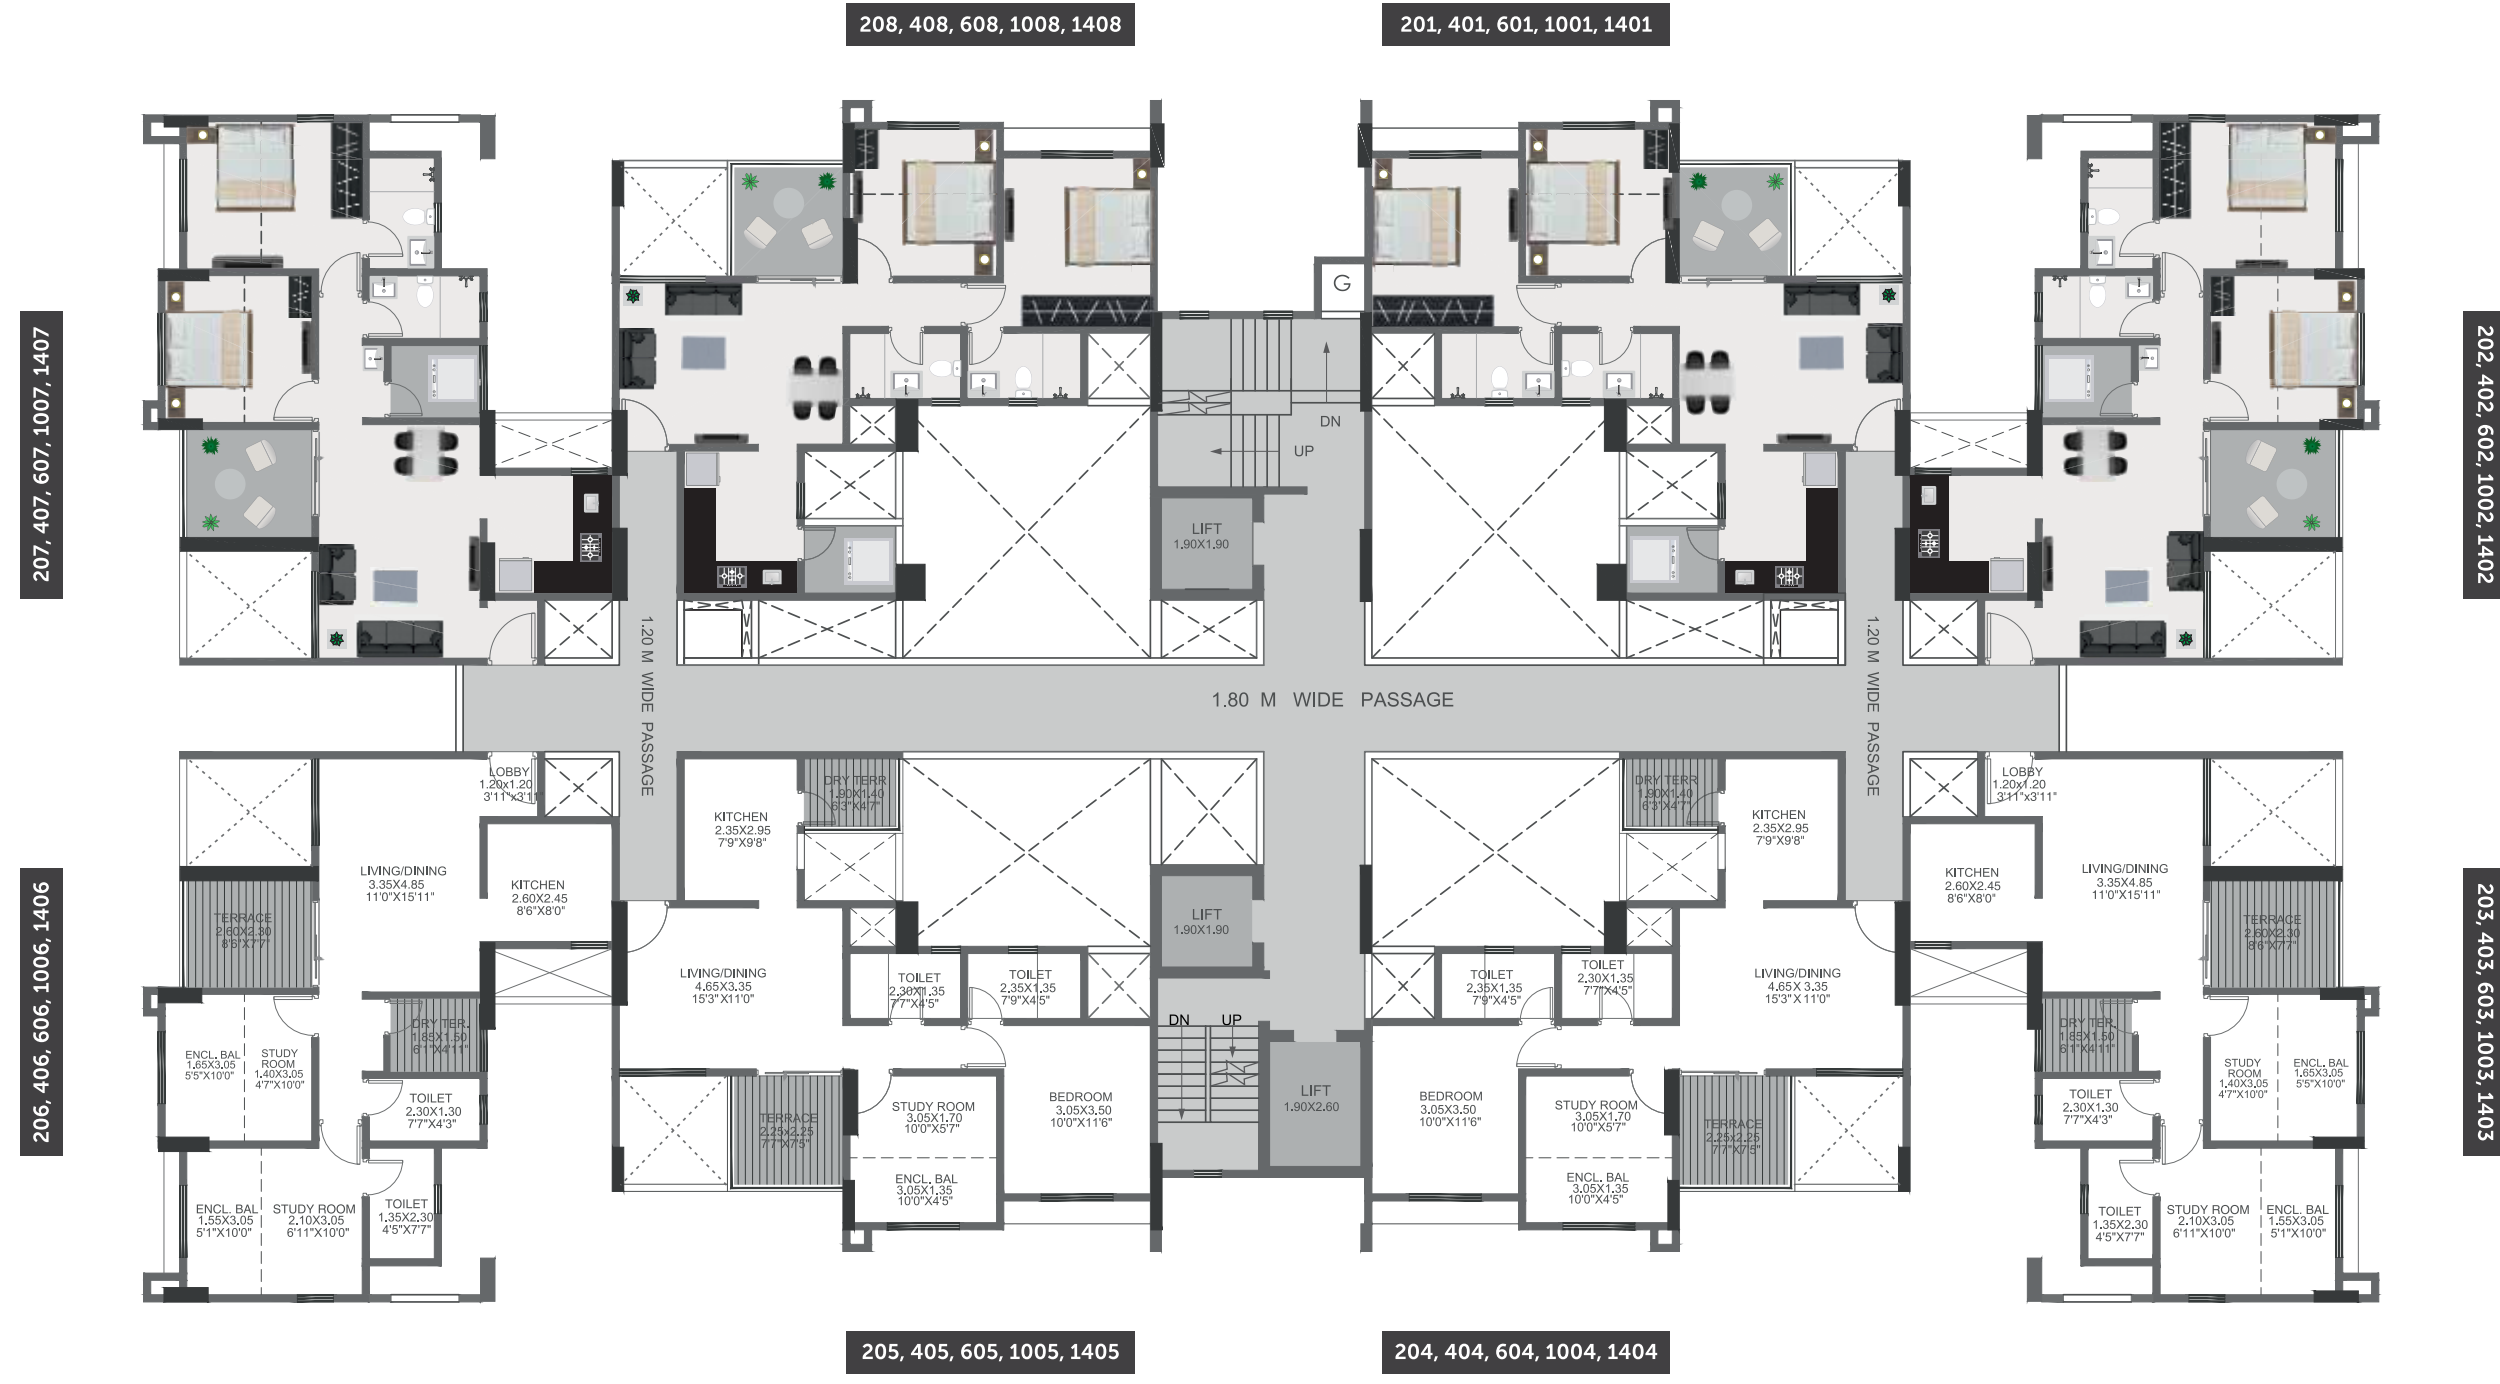 208, 408, 608, 1008, 1408
201, 401, 601, 1001, 1401
207, 407, 607, 1007, 1407
202, 402, 602, 1002, 1402
G
DN
UP
LIFT
1.90X1.90
1.20 M WIDE PASSAGE
1.20 M WIDE PASSAGE
1.80 M WIDE PASSAGE
206, 406, 606, 1006, 1406
LOBBY
1.20x1.20
3'11"x3'11"
LIVING/DINING
3.35X4.85
11'0"X15'11"
KITCHEN
2.60X2.45
8'6"X8'0"
TERRACE
2.60X2.30
8'6"X7'7"
DRY TER.
1.85X1.50
6'1"X4'11"
ENCL. BAL
1.65X3.05
5'5"X10'0"
STUDY
ROOM
1.40X3.05
4'7"X10'0"
TOILET
2.30X1.30
7'7"X4'3"
ENCL. BAL
1.55X3.05
5'1"X10'0"
STUDY ROOM
2.10X3.05
6'11"X10'0"
TOILET
1.35X2.30
4'5"X7'7"
KITCHEN
2.35X2.95
7'9"X9'8"
DRY TERR
1.90X1.40
6'3"X4'7"
LIVING/DINING
4.65X3.35
15'3"X11'0"
TOILET
2.30X1.35
7'7"X4'5"
TOILET
2.35X1.35
7'9"X4'5"
TERRACE
2.25x2.25
7'7"X7'5"
STUDY ROOM
3.05X1.70
10'0"X5'7"
ENCL. BAL
3.05X1.35
10'0"X4'5"
BEDROOM
3.05X3.50
10'0"X11'6"
LIFT
1.90X1.90
DN
UP
LIFT
1.90X2.60
DRY TERR
1.90X1.40
6'3"X4'7"
KITCHEN
2.35X2.95
7'9"X9'8"
TOILET
2.35X1.35
7'9"X4'5"
TOILET
2.30X1.35
7'7"X4'5"
LIVING/DINING
4.65X 3.35
15'3"X 11'0"
BEDROOM
3.05X3.50
10'0"X11'6"
STUDY ROOM
3.05X1.70
10'0"X5'7"
ENCL. BAL
3.05X1.35
10'0"X4'5"
TERRACE
2.25x2.25
7'7"X7'5"
LOBBY
1.20x1.20
3'11"x3'11"
KITCHEN
2.60X2.45
8'6"X8'0"
LIVING/DINING
3.35X4.85
11'0"X15'11"
TERRACE
2.60X2.30
8'6"X7'7"
DRY TER.
1.85X1.50
6'1"X4'11"
TOILET
2.30X1.30
7'7"X4'3"
STUDY
ROOM
1.40X3.05
4'7"X10'0"
ENCL. BAL
1.65X3.05
5'5"X10'0"
TOILET
1.35X2.30
4'5"X7'7"
STUDY ROOM
2.10X3.05
6'11"X10'0"
ENCL. BAL
1.55X3.05
5'1"X10'0"
203, 403, 603, 1003, 1403
205, 405, 605, 1005, 1405
204, 404, 604, 1004, 1404